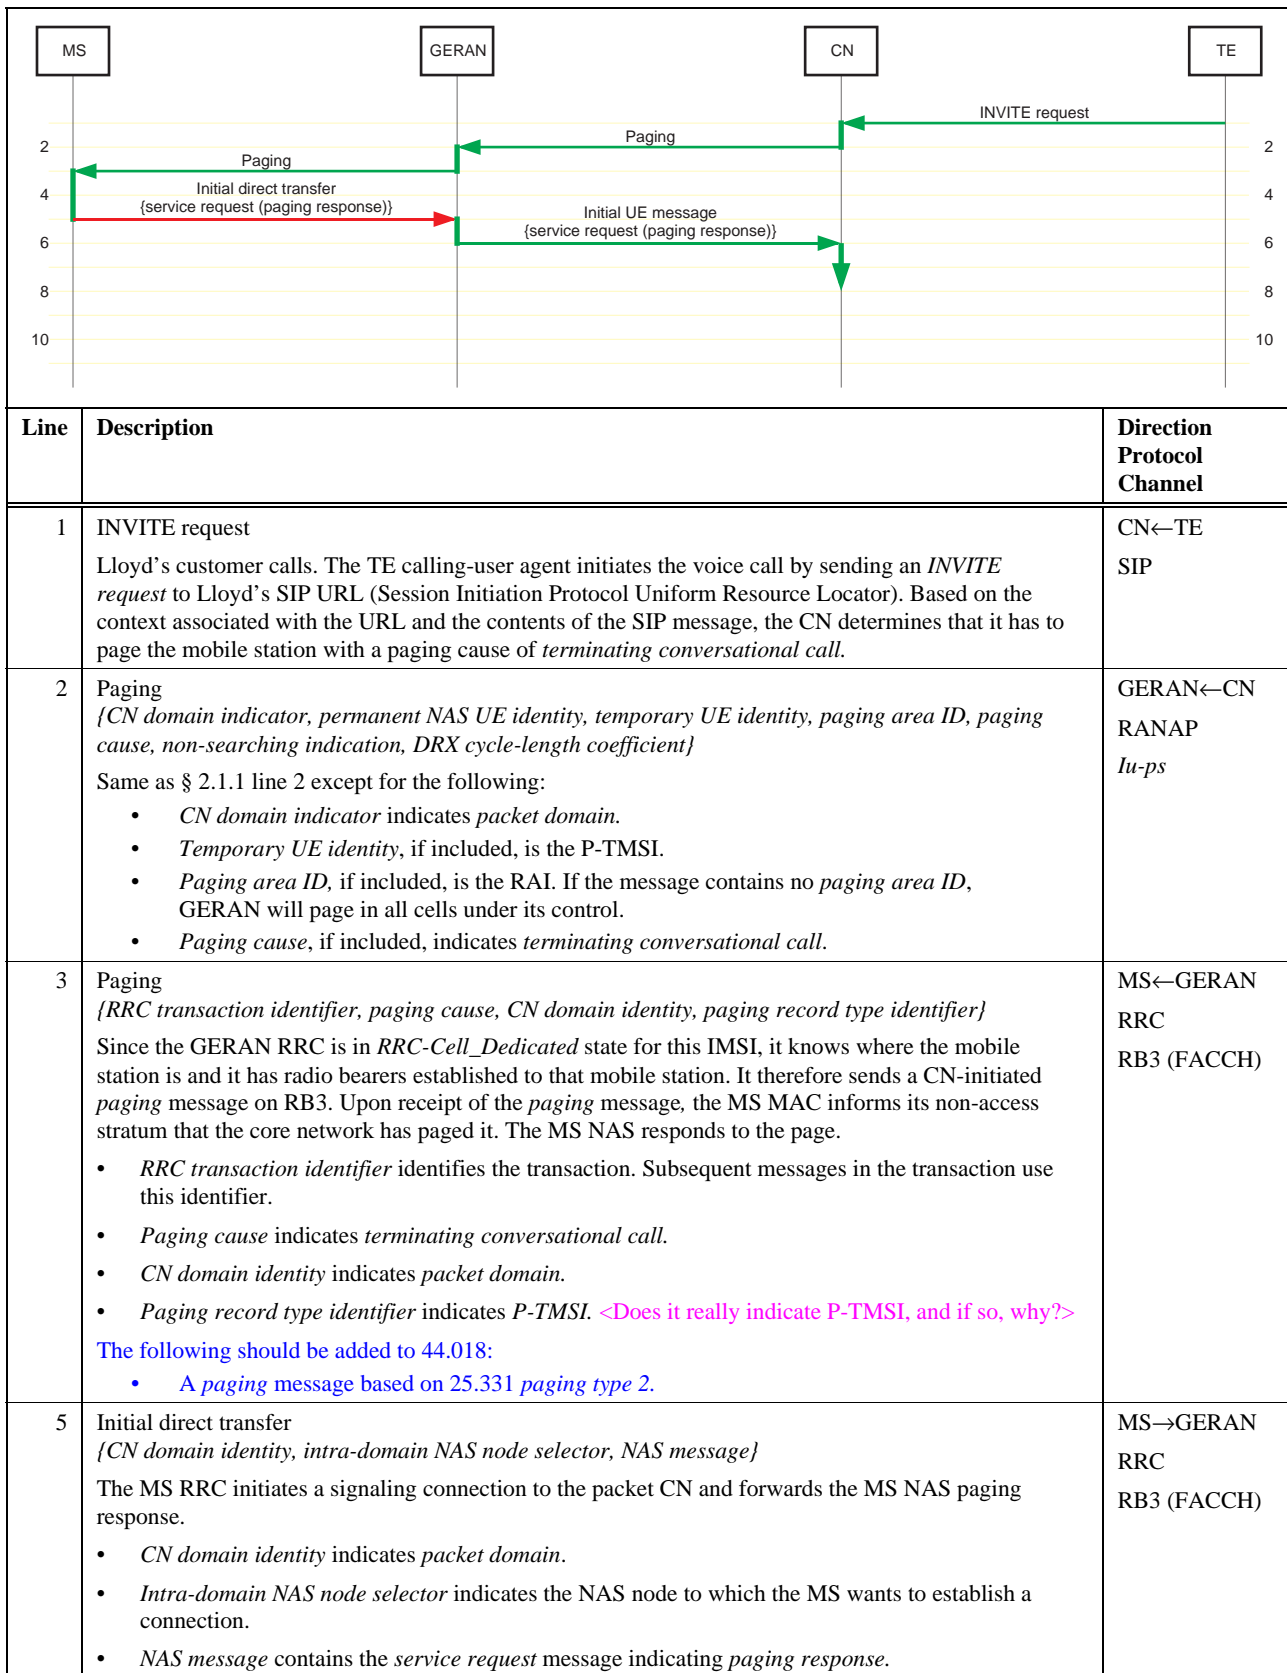 MS
GERAN
CN
TE
INVITE request
2
Paging
2
Paging
4
Initial direct transfer
{service request (paging response)}
Initial UE message
{service request (paging response)}
4
6
6
8
8
10
10
Line
Description
Direction
Protocol
Channel
1
INVITE request
Lloyd’s customer calls. The TE calling-user agent initiates the voice call by sending an INVITE
request to Lloyd’s SIP URL (Session Initiation Protocol Uniform Resource Locator). Based on the
context associated with the URL and the contents of the SIP message, the CN determines that it has to
page the mobile station with a paging cause of terminating conversational call.
CN←TE
SIP
2
Paging
{CN domain indicator, permanent NAS UE identity, temporary UE identity, paging area ID, paging
cause, non-searching indication, DRX cycle-length coefficient}
Same as § 2.1.1 line 2 except for the following:
• CN domain indicator indicates packet domain.
• Temporary UE identity, if included, is the P-TMSI.
• Paging area ID, if included, is the RAI. If the message contains no paging area ID,
GERAN will page in all cells under its control.
• Paging cause, if included, indicates terminating conversational call.
GERAN←CN
RANAP
Iu-ps
3
Paging
{RRC transaction identifier, paging cause, CN domain identity, paging record type identifier}
Since the GERAN RRC is in RRC-Cell_Dedicated state for this IMSI, it knows where the mobile
station is and it has radio bearers established to that mobile station. It therefore sends a CN-initiated
paging message on RB3. Upon receipt of the paging message, the MS MAC informs its non-access
stratum that the core network has paged it. The MS NAS responds to the page.
• RRC transaction identifier identifies the transaction. Subsequent messages in the transaction use
this identifier.
• Paging cause indicates terminating conversational call.
• CN domain identity indicates packet domain.
• Paging record type identifier indicates P-TMSI. <Does it really indicate P-TMSI, and if so, why?>
The following should be added to 44.018:
• A paging message based on 25.331 paging type 2.
MS←GERAN
RRC
RB3 (FACCH)
5
Initial direct transfer
{CN domain identity, intra-domain NAS node selector, NAS message}
The MS RRC initiates a signaling connection to the packet CN and forwards the MS NAS paging
response.
• CN domain identity indicates packet domain.
• Intra-domain NAS node selector indicates the NAS node to which the MS wants to establish a
connection.
• NAS message contains the service request message indicating paging response.
MS→GERAN
RRC
RB3 (FACCH)